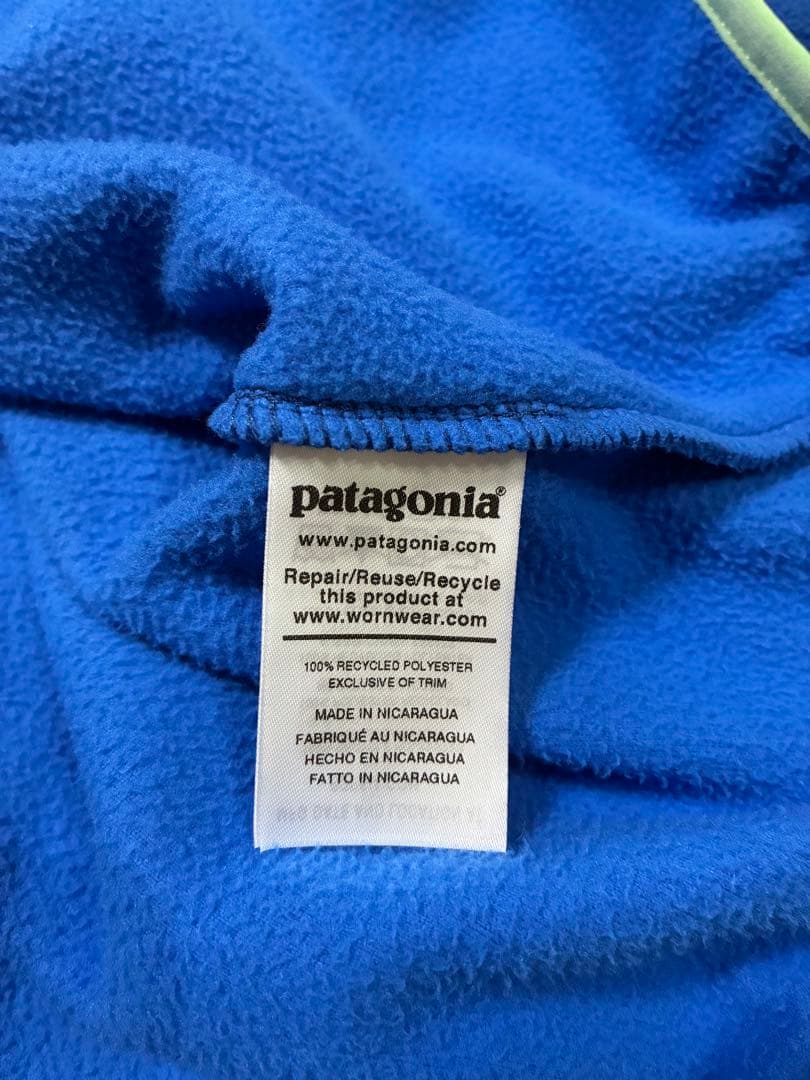 patagonia®
www.patagonia.com
Repair/Reuse/Recycle
this product at
www.wornwear.com
100% RECYCLED POLYESTER
EXCLUSIVE OF TRIM
MADE IN NICARAGUA
FABRIQUÉ AU NICARAGUA
HECHO EN NICARAGUA
FATTO IN NICARAGUA